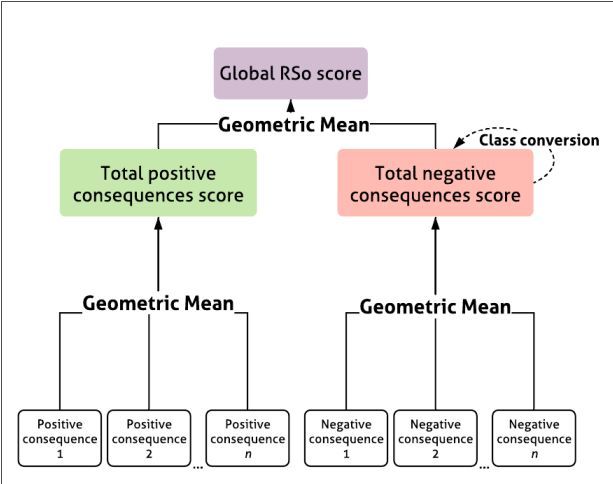 Global RSo score
Geometric Mean
Class conversion
Total positive
consequences score
Total negative
consequences score
Geometric Mean
Geometric Mean
Positive
consequence
1
Positive
consequence
2
...
Positive
consequence
n
Negative
consequence
1
Negative
consequence
2
...
Negative
consequence
n